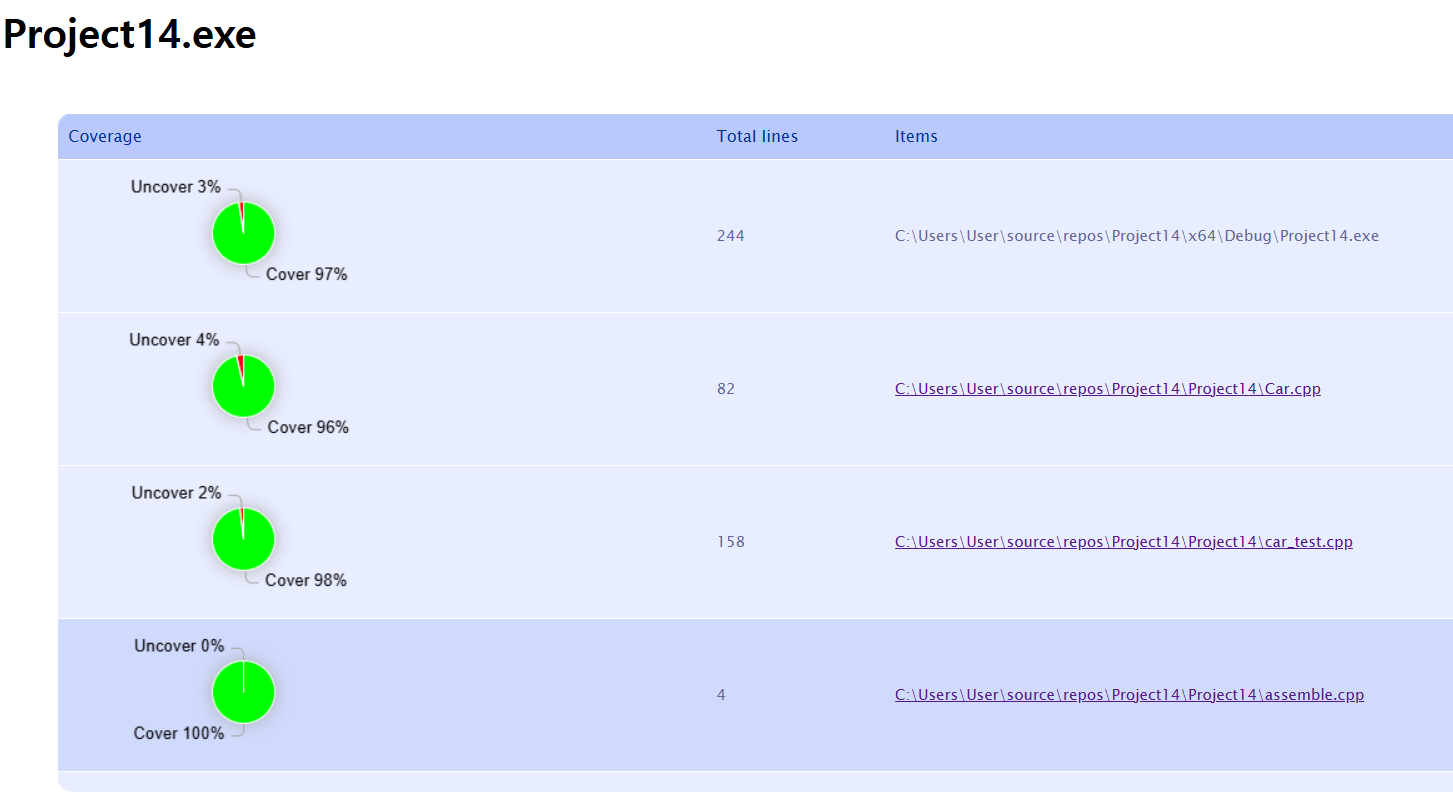 Project14.exe
Coverage Total lines Items
Uncover 3%
244 C:\Users\User\source\repos\Project14\x64\Debug\Project14.exe
Cover 97%
Uncover 4%
82 C:\Users\User\source\repos\Project14\Project14\Car.cpp
Cover 96%
Uncover 2%
158 C:\Users\User\source\repos\Project14\Project14\car_test.cpp
Cover 98%
Uncover 0%
4 C:\Users\User\source\repos\Project14\Project14\assemble.cpp
Cover 100%